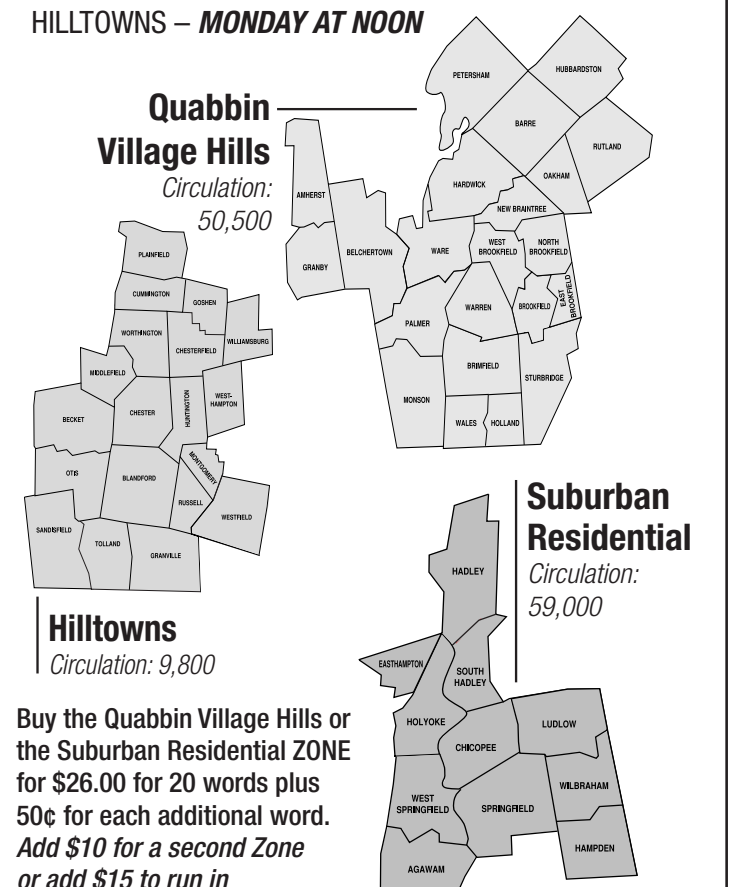 HILLTOWNS – MONDAY AT NOON
Quabbin
Village Hills
Circulation:
50,500
PETERSHAM
HUBBARDSTON
BARRE
RUTLAND
HARDWICK
OAKHAM
NEW BRAINTREE
AMHERST
GRANBY
BELCHERTOWN
WARE
WEST
BROOKFIELD
NORTH
BROOKFIELD
EAST
BROOKFIELD
BROOKFIELD
WARREN
PALMER
BRIMFIELD
STURBRIDGE
MONSON
WALES
HOLLAND
PLAINFIELD
CUMMINGTON
GOSHEN
WORTHINGTON
CHESTERFIELD
WILLIAMSBURG
MIDDLEFIELD
BECKET
CHESTER
HUNTINGTON
WEST-
HAMPTON
OTIS
BLANDFORD
MONTGOMERY
RUSSELL
WESTFIELD
SANDISFIELD
TOLLAND
GRANVILLE
Hilltowns
Circulation: 9,800
Suburban
Residential
Circulation:
59,000
HADLEY
EASTHAMPTON
SOUTH
HADLEY
HOLYOKE
CHICOPEE
LUDLOW
WEST
SPRINGFIELD
SPRINGFIELD
WILBRAHAM
HAMPDEN
AGAWAM
Buy the Quabbin Village Hills or
the Suburban Residential ZONE
for $26.00 for 20 words plus
50¢ for each additional word.
Add $10 for a second Zone
or add $15 to run in